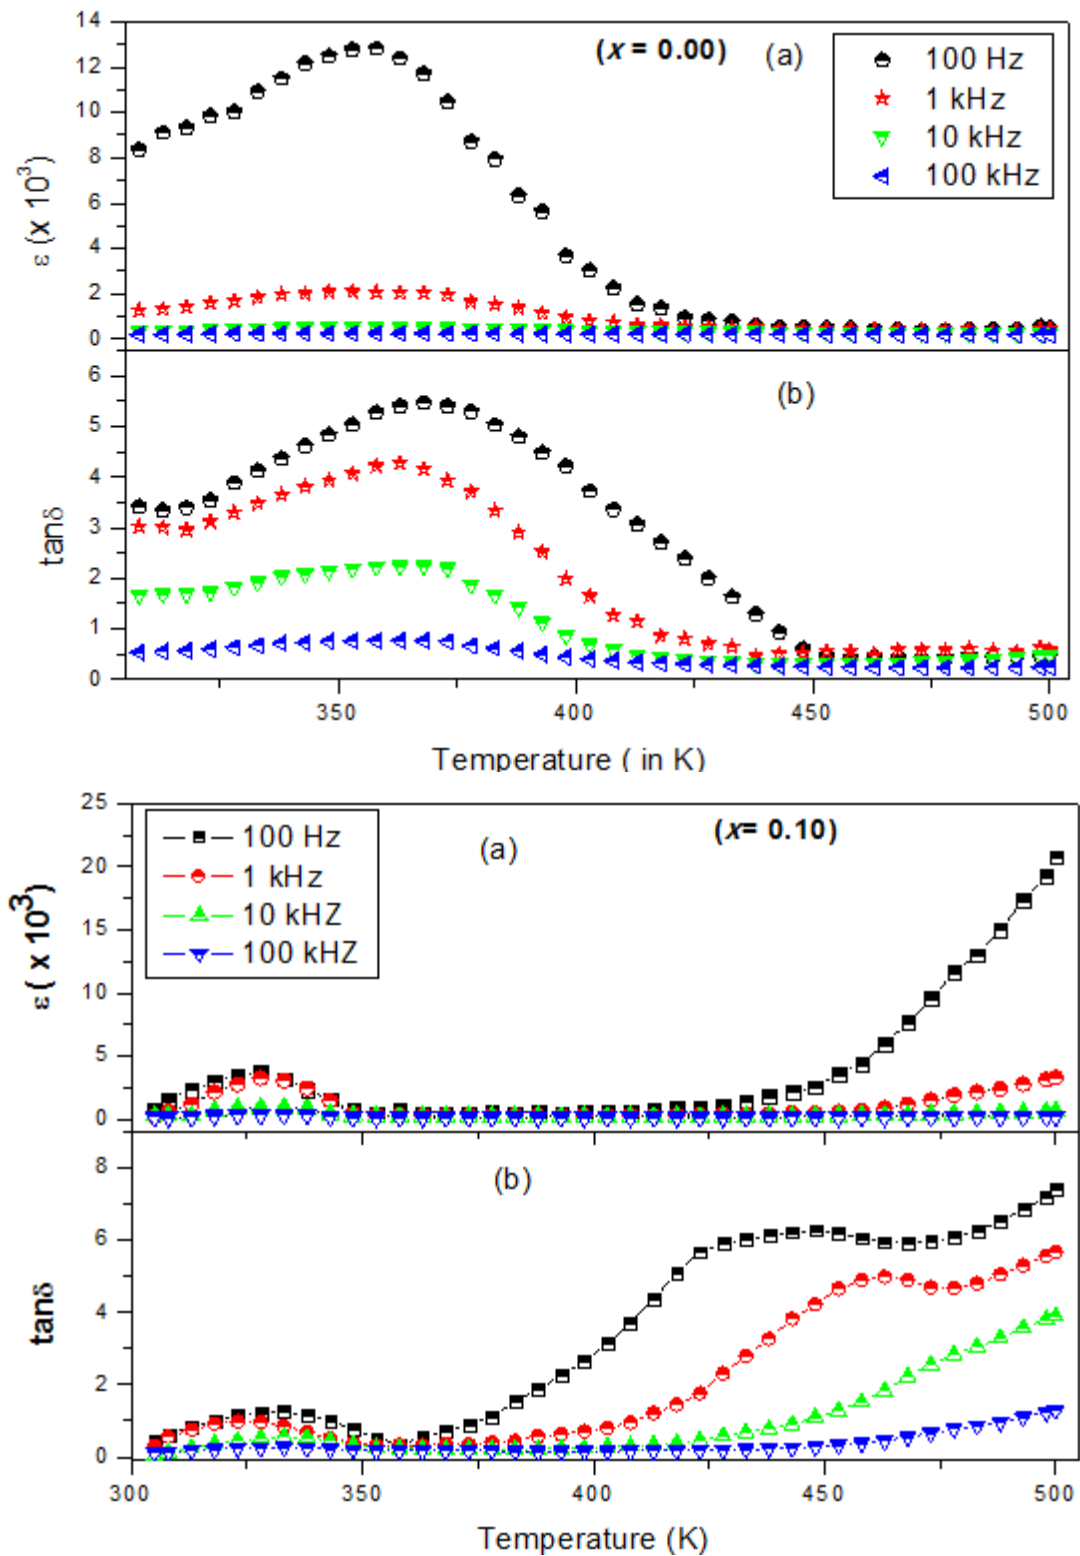 14
12
10
8
6
4
2
0
ε (x 10³)
(x = 0.00)
(a)
100 Hz
1 kHz
10 kHz
100 kHz
6
5
4
3
2
1
0
tanδ
(b)
350
400
450
500
Temperature ( in K)
25
20
15
10
5
0
ε ( x 10³)
100 Hz
1 kHz
10 kHZ
100 kHZ
(a)
(x= 0.10)
8
6
4
2
0
tanδ
(b)
300
350
400
450
500
Temperature (K)